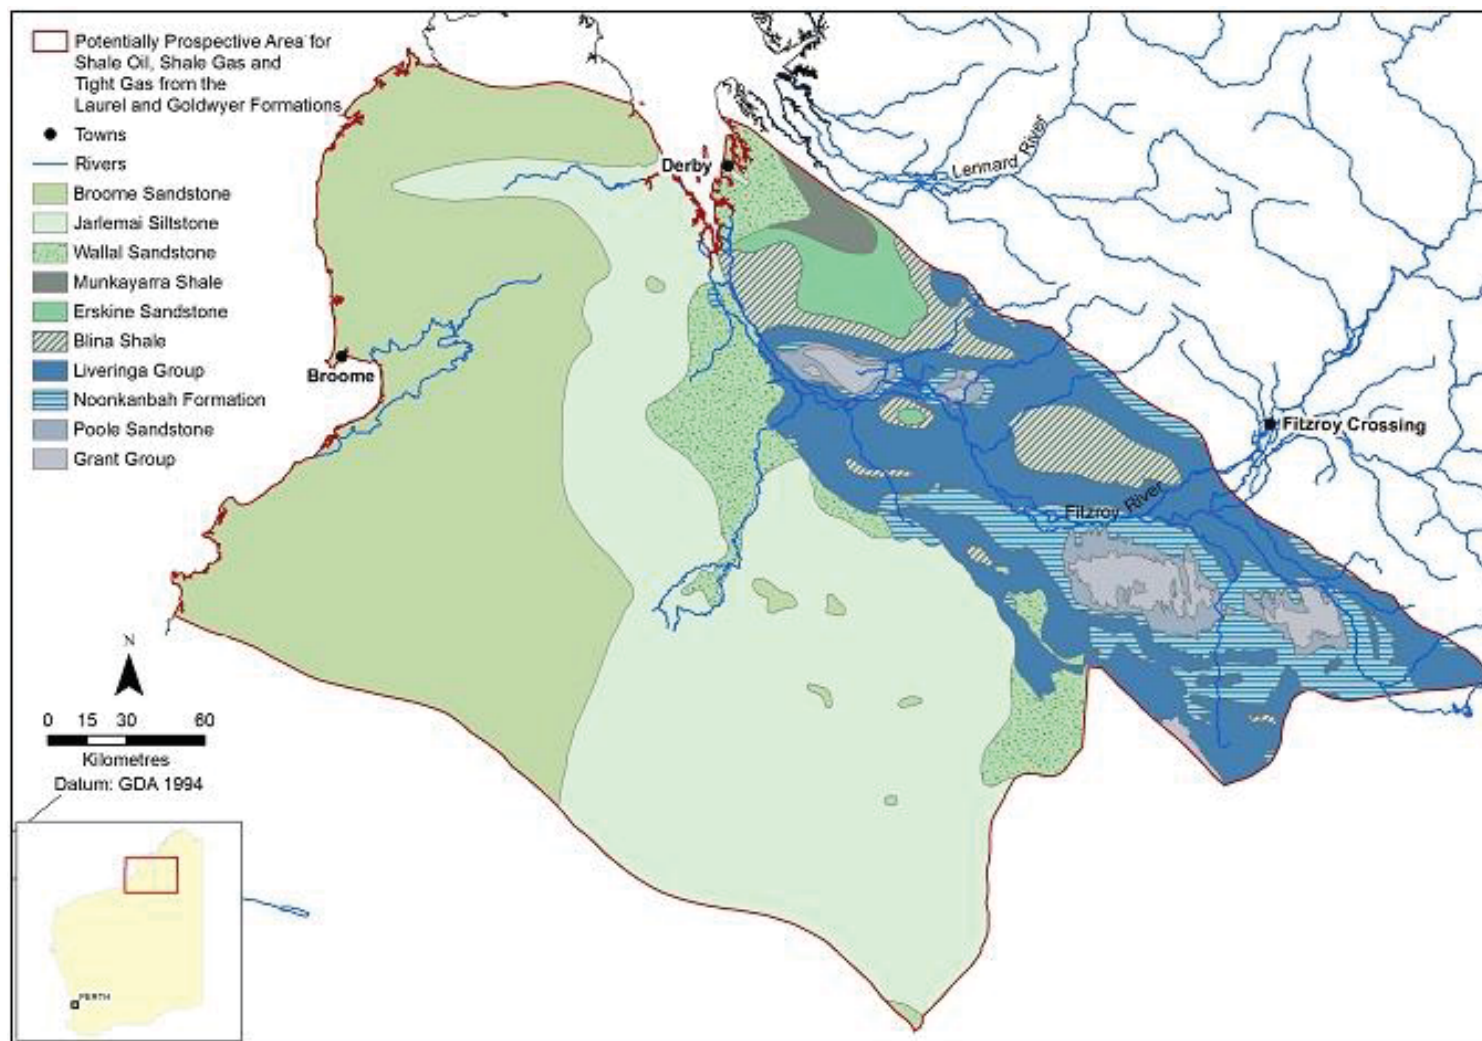 Potentially Prospective Area for
Shale Oil, Shale Gas and
Tight Gas from the
Laurel and Goldwyer Formations
Towns
Rivers
Broome Sandstone
Jarlemai Siltstone
Wallal Sandstone
Munkayarra Shale
Erskine Sandstone
Blina Shale
Liveringa Group
Noonkanbah Formation
Poole Sandstone
Grant Group
Derby
Lennard River
Broome
Fitzroy Crossing
Fitzroy River
N
0 15 30 60
Kilometres
Datum: GDA 1994
PERTH